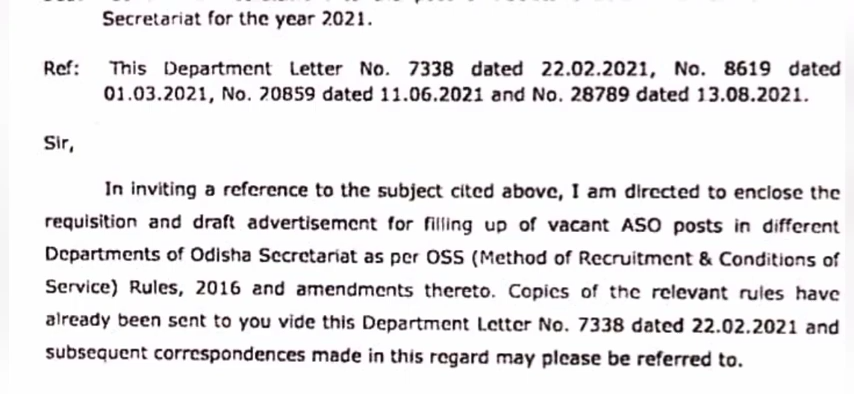 Secretariat for the year 2021.
Ref: This Department Letter No. 7338 dated 22.02.2021, No. 8619 dated
01.03.2021, No. 20859 dated 11.06.2021 and No. 28789 dated 13.08.2021.
Sir,
In inviting a reference to the subject cited above, I am directed to enclose the
requisition and draft advertisement for filling up of vacant ASO posts in different
Departments of Odisha Secretariat as per OSS (Method of Recruitment & Conditions of
Service) Rules, 2016 and amendments thereto. Copies of the relevant rules have
already been sent to you vide this Department Letter No. 7338 dated 22.02.2021 and
subsequent correspondences made in this regard may please be referred to.